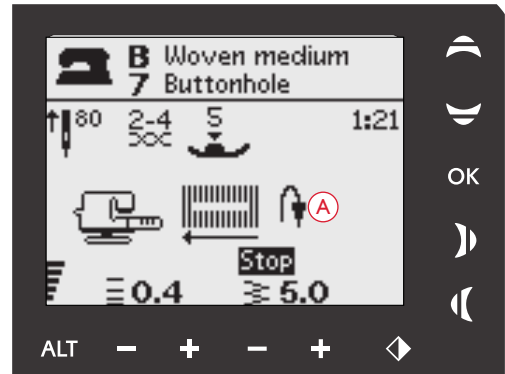 B Woven medium
7 Buttonhole
80 2-4 5 1:21
A
Stop
0.4 5.0
OK
ALT - + - +